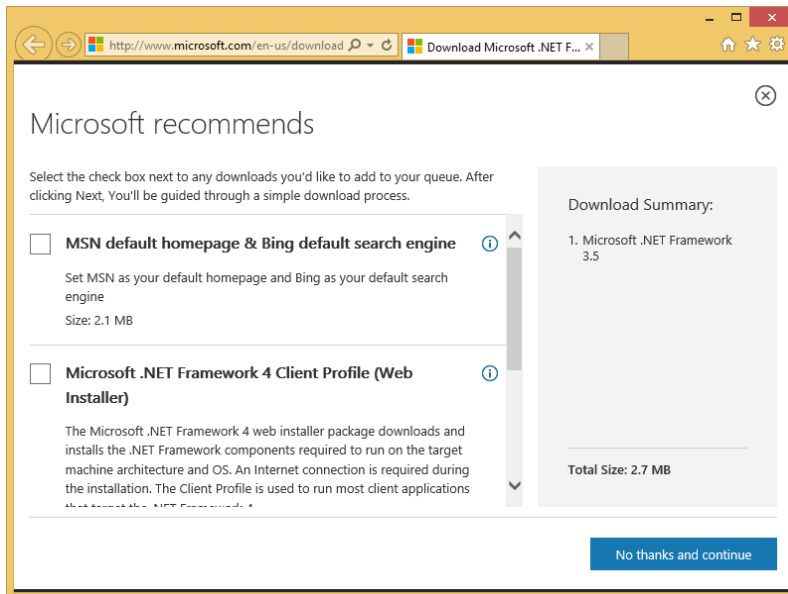 http://www.microsoft.com/en-us/download
Download Microsoft .NET F...
Microsoft recommends
Select the check box next to any downloads you'd like to add to your queue. After
clicking Next, You'll be guided through a simple download process.
MSN default homepage & Bing default search engine
Set MSN as your default homepage and Bing as your default search
engine
Size: 2.1 MB
Microsoft .NET Framework 4 Client Profile (Web
Installer)
The Microsoft .NET Framework 4 web installer package downloads and
installs the .NET Framework components required to run on the target
machine architecture and OS. An Internet connection is required during
the installation. The Client Profile is used to run most client applications
that target the .NET Framework 4
Download Summary:
1. Microsoft .NET Framework
3.5
Total Size: 2.7 MB
No thanks and continue